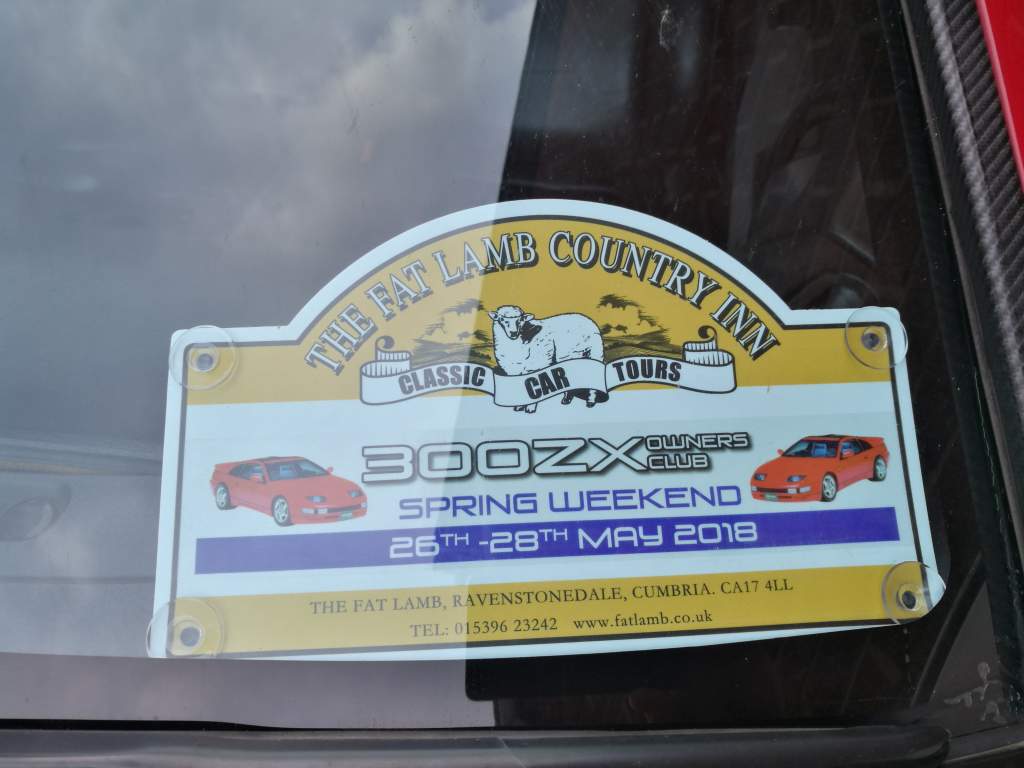 THE FAT LAMB COUNTRY INN
CLASSIC CAR TOURS
300ZX OWNERS CLUB
SPRING WEEKEND
26TH -28TH MAY 2018
THE FAT LAMB, RAVENSTONEDALE, CUMBRIA. CA17 4LL
TEL: 015396 23242 www.fatlamb.co.uk